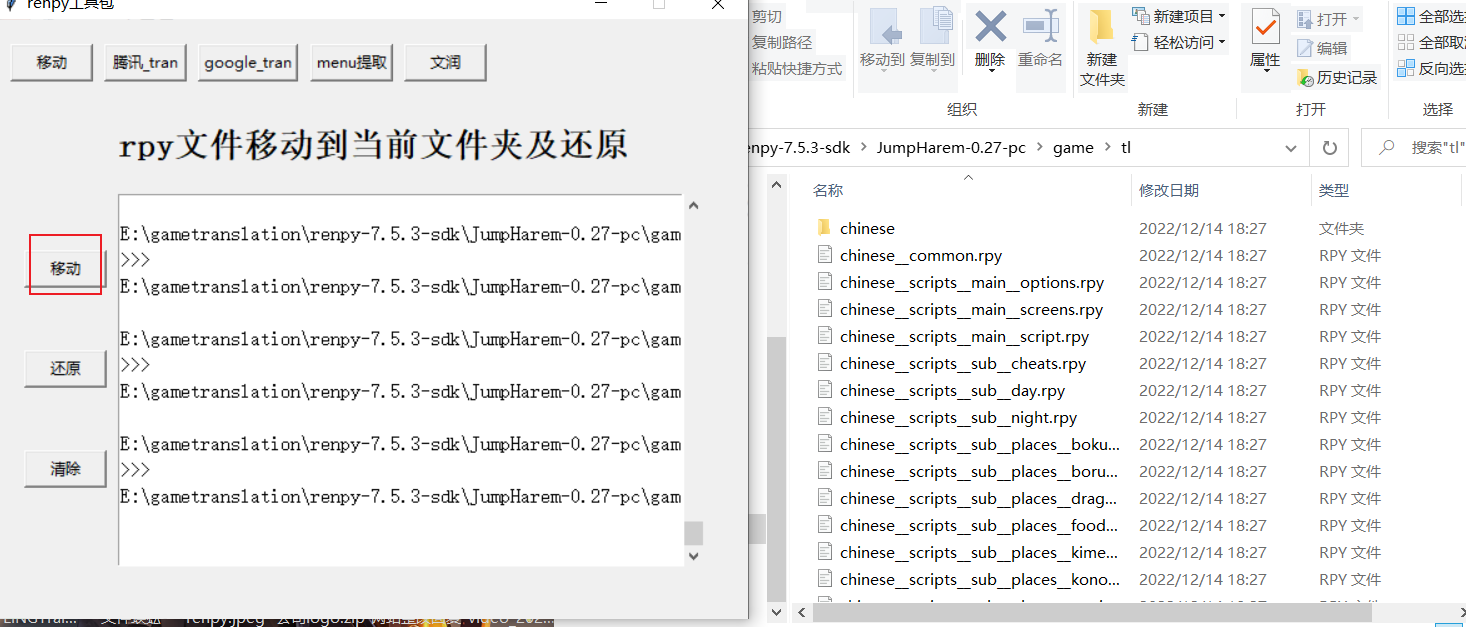 renpy工具包
移动 腾讯_tran google_tran menu提取 文润
rpy文件移动到当前文件夹及还原
移动
还原
清除
E:\gametranslation\renpy-7.5.3-sdk\JumpHarem-0.27-pc\gam
>>>
E:\gametranslation\renpy-7.5.3-sdk\JumpHarem-0.27-pc\gam
E:\gametranslation\renpy-7.5.3-sdk\JumpHarem-0.27-pc\gam
>>>
E:\gametranslation\renpy-7.5.3-sdk\JumpHarem-0.27-pc\gam
E:\gametranslation\renpy-7.5.3-sdk\JumpHarem-0.27-pc\gam
>>>
E:\gametranslation\renpy-7.5.3-sdk\JumpHarem-0.27-pc\gam
剪切
复制路径
粘贴快捷方式
移动到 复制到 删除 重命名
组织
新建文件夹
新建项目
轻松访问
新建
属性
打开
编辑
历史记录
打开
全部选
全部取
反向选
选择
enpy-7.5.3-sdk > JumpHarem-0.27-pc > game > tl
搜索"tl"
名称 修改日期 类型
chinese 2022/12/14 18:27 文件夹
chinese__common.rpy 2022/12/14 18:27 RPY 文件
chinese__scripts__main__options.rpy 2022/12/14 18:27 RPY 文件
chinese__scripts__main__screens.rpy 2022/12/14 18:27 RPY 文件
chinese__scripts__main__script.rpy 2022/12/14 18:27 RPY 文件
chinese__scripts__sub__cheats.rpy 2022/12/14 18:27 RPY 文件
chinese__scripts__sub__day.rpy 2022/12/14 18:27 RPY 文件
chinese__scripts__sub__night.rpy 2022/12/14 18:27 RPY 文件
chinese__scripts__sub__places__boku... 2022/12/14 18:27 RPY 文件
chinese__scripts__sub__places__boru... 2022/12/14 18:27 RPY 文件
chinese__scripts__sub__places__drag... 2022/12/14 18:27 RPY 文件
chinese__scripts__sub__places__food... 2022/12/14 18:27 RPY 文件
chinese__scripts__sub__places__kime... 2022/12/14 18:27 RPY 文件
chinese__scripts__sub__places__kono... 2022/12/14 18:27 RPY 文件